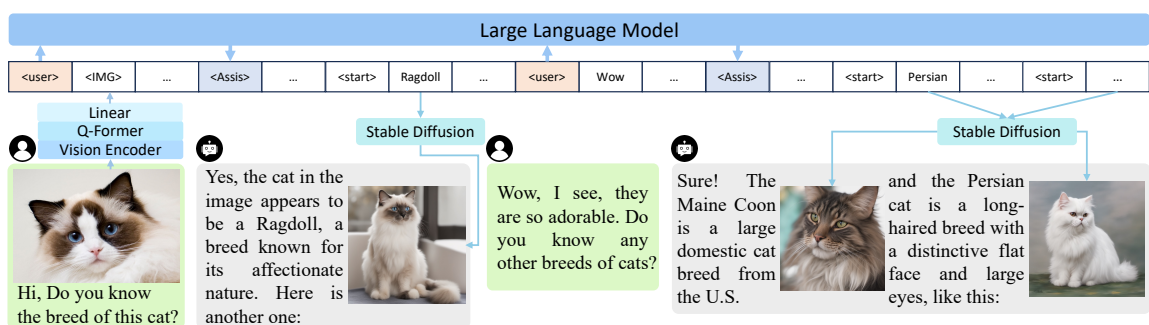 Large Language Model
<user> <IMG> ... <Assis> ... <start> Ragdoll ... <user> Wow ... <Assis> ... <start> Persian ... <start> ...
Linear
Q-Former
Vision Encoder
Stable Diffusion
Stable Diffusion
Hi, Do you know
the breed of this cat?
Yes, the cat in the
image appears to
be a Ragdoll, a
breed known for
its affectionate
nature. Here is
another one:
Wow, I see, they
are so adorable. Do
you know any
other breeds of cats?
Sure! The
Maine Coon
is a large
domestic cat
breed from
the U.S.
and the Persian
cat is a long-
haired breed with
a distinctive flat
face and large
eyes, like this: